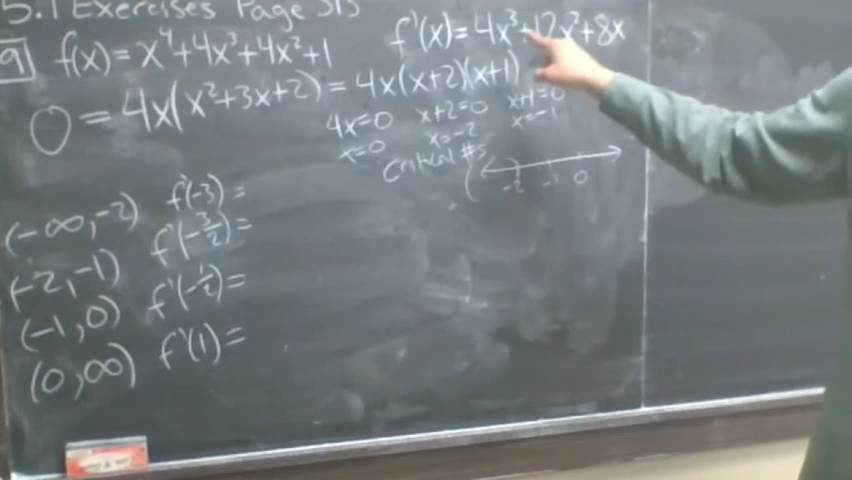 5.1 Exercises Page 313
9 f(x) = x⁴+4x³+4x²+1 f'(x) = 4x³+12x²+8x
0 = 4x(x²+3x+2) = 4x(x+2)(x+1)
4x=0 x+2=0 x+1=0
x=0 x=-2 x=-1
Critical #s
-2 -1 0
(-∞,-2) f'(-3) =
(-2,-1) f'(-3/2) =
(-1,0) f'(-1/2) =
(0,∞) f'(1) =